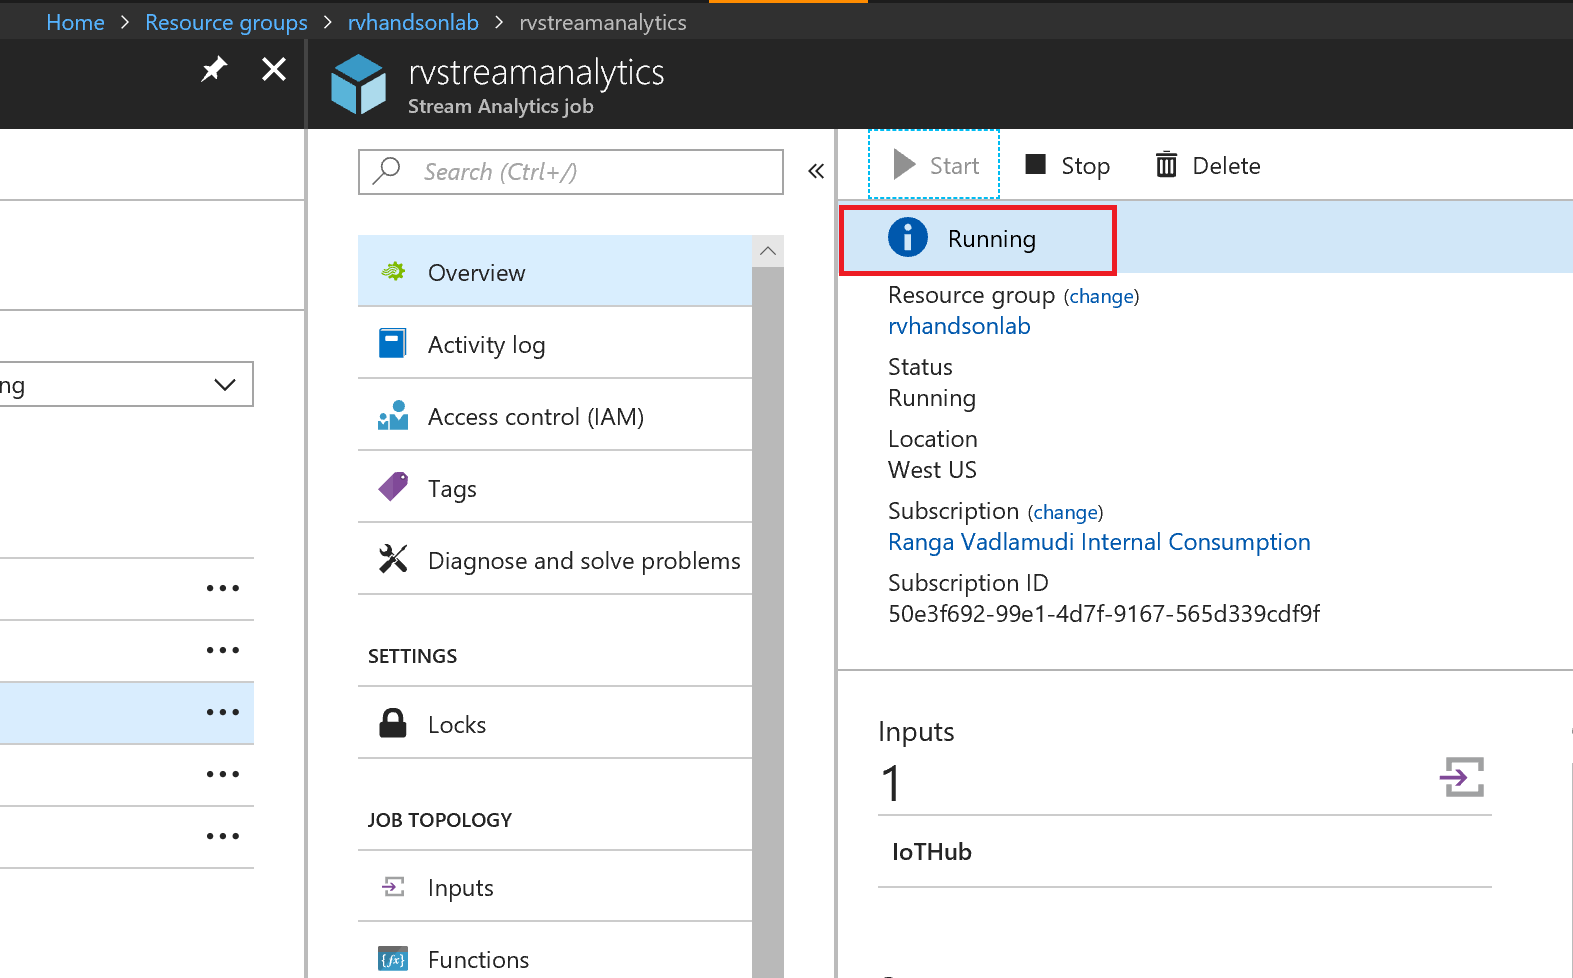 Home > Resource groups > rvhandsonlab > rvstreamanalytics
rvstreamanalytics
Stream Analytics job
ng
Search (Ctrl+/)
«
Overview
Activity log
Access control (IAM)
Tags
Diagnose and solve problems
SETTINGS
Locks
JOB TOPOLOGY
Inputs
Functions
Start Stop Delete
Running
Resource group (change)
rvhandsonlab
Status
Running
Location
West US
Subscription (change)
Ranga Vadlamudi Internal Consumption
Subscription ID
50e3f692-99e1-4d7f-9167-565d339cdf9f
Inputs
1
IoTHub